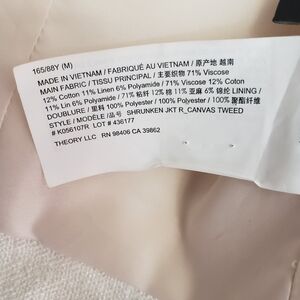 165/88Y (M)
MADE IN VIETNAM / FABRIQUÉ AU VIETNAM / 原产地 越南
MAIN FABRIC / TISSU PRINCIPAL / 主要织物 71% Viscose
12% Cotton 11% Linen 6% Polyamide / 71% Viscose 12% Coton
11% Lin 6% Polyamide / 71% 粘纤 12% 棉 11% 亚麻 6% 锦纶 LINING /
DOUBLURE / 里料 100% Polyester / 100% Polyester / 100% 聚酯纤维
STYLE / MODÈLE /品号 SHRUNKEN JKT R_CANVAS TWEED
# K056107R LOT # 436177
THEORY LLC RN 98406 CA 39862